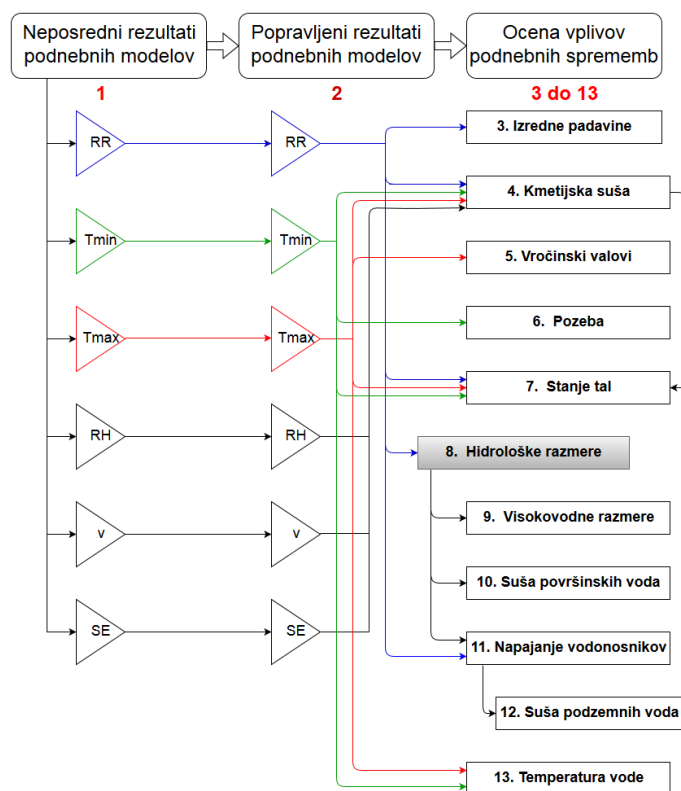 Neposredni rezultati
podnebnih modelov
Popravljeni rezultati
podnebnih modelov
Ocena vplivov
podnebnih sprememb
1
2
3 do 13
RR
RR
3. Izredne padavine
4. Kmetijska suša
Tmin
Tmin
5. Vročinski valovi
6. Pozeba
Tmax
Tmax
7. Stanje tal
RH
RH
8. Hidrološke razmere
9. Visokovodne razmere
v
v
10. Suša površinskih voda
SE
SE
11. Napajanje vodonosnikov
12. Suša podzemnih voda
13. Temperatura vode